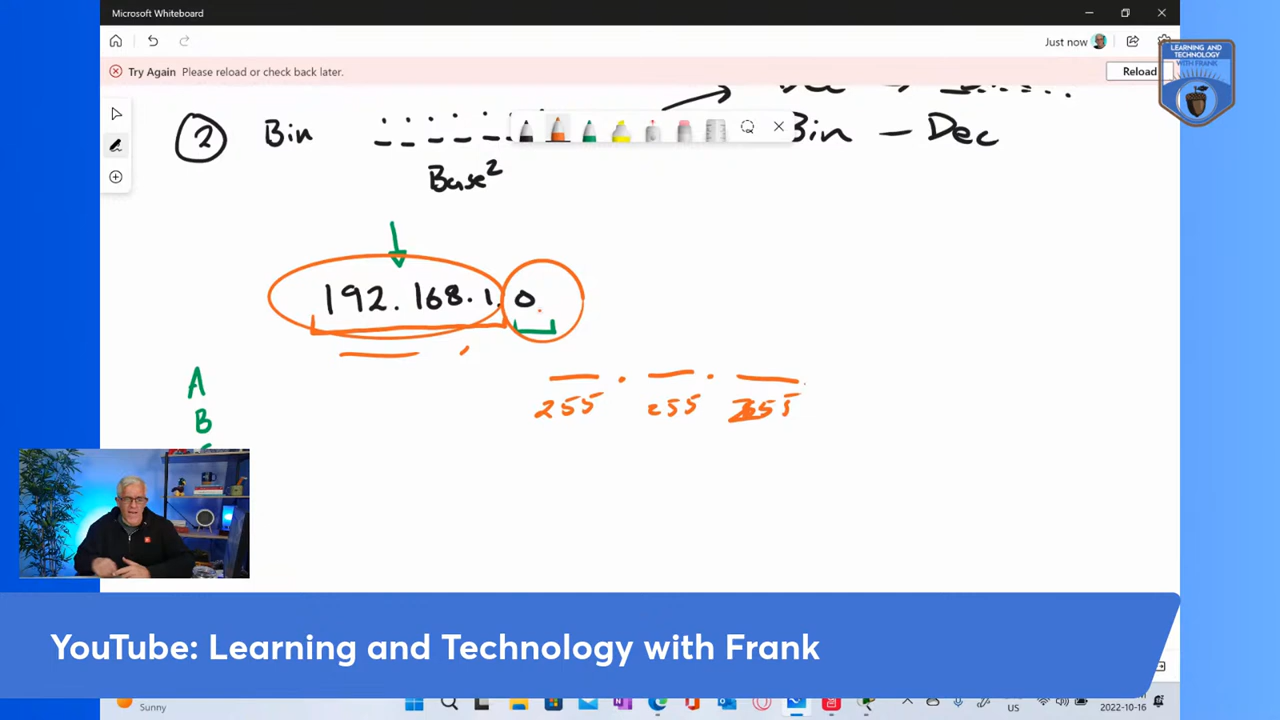 Microsoft Whiteboard
Just now
LEARNING AND
TECHNOLOGY
WITH FRANK
Try Again Please reload or check back later.
Reload
2 Bin
Bin — Dec
Base²
192.168.1.0
255 . 255 . 255
A
B
YouTube: Learning and Technology with Frank
Sunny
US
2022-10-16